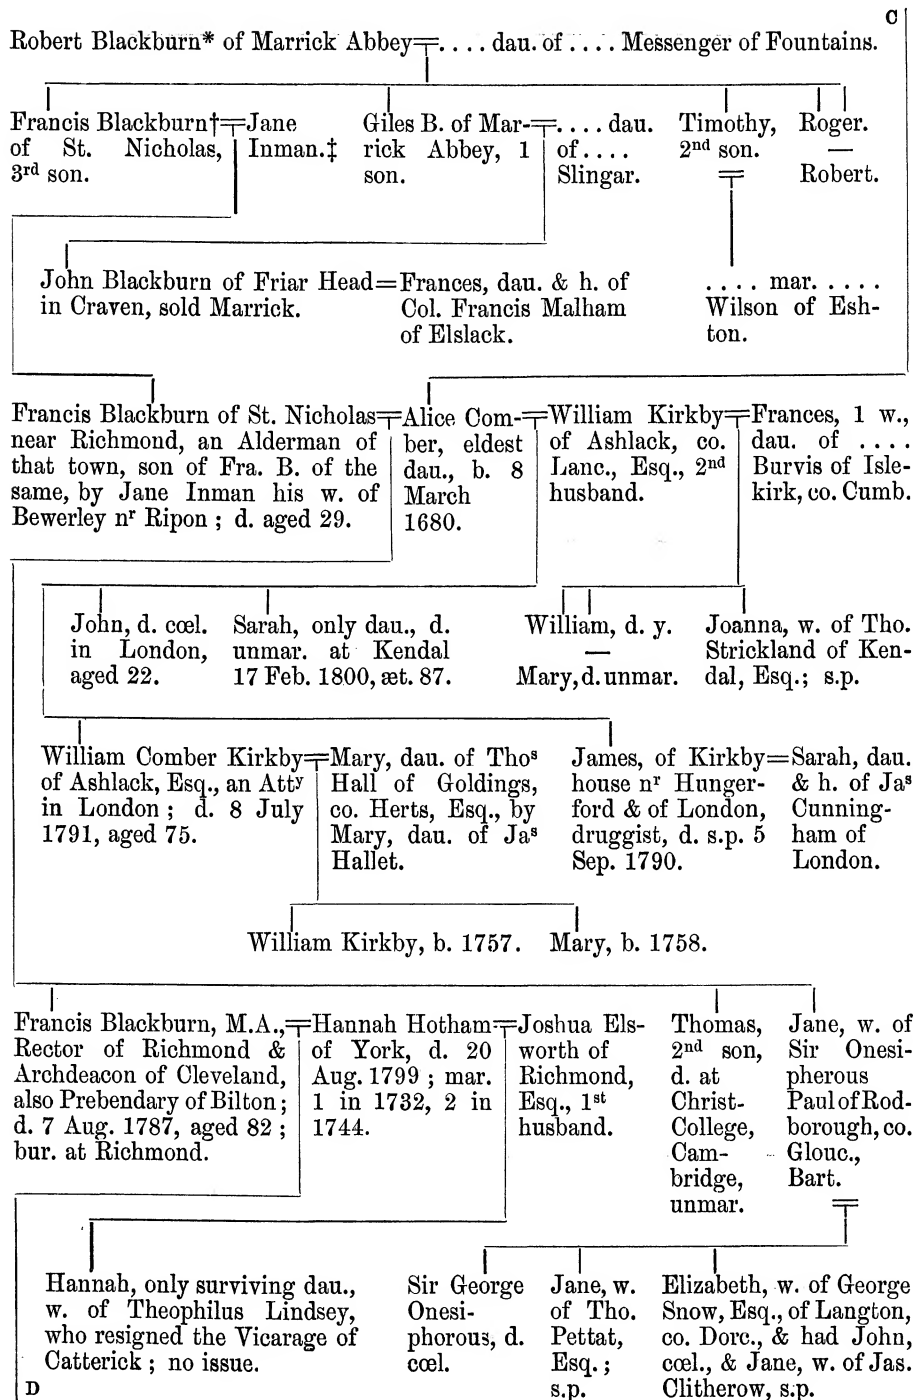 C
Robert Blackburn* of Marrick Abbey=.... dau. of .... Messenger of Fountains.
Francis Blackburn†=Jane
of St. Nicholas, Inman.‡
3rd son.
Giles B. of Mar-=.... dau.
rick Abbey, 1 of....
son. Slingar.
Timothy,
2nd son.
=
Roger.
—
Robert.
John Blackburn of Friar Head=Frances, dau. & h. of
in Craven, sold Marrick. Col. Francis Malham
of Elslack.
.... mar. .....
Wilson of Esh-
ton.
Francis Blackburn of St. Nicholas=
near Richmond, an Alderman of
that town, son of Fra. B. of the
same, by Jane Inman his w. of
Bewerley nr Ripon ; d. aged 29.
Alice Com-=
ber, eldest
dau., b. 8
March
1680.
William Kirkby=
of Ashlack, co.
Lanc., Esq., 2nd
husband.
Frances, 1 w.,
dau. of ....
Burvis of Isle-
kirk, co. Cumb.
John, d. cœl.
in London,
aged 22.
Sarah, only dau., d.
unmar. at Kendal
17 Feb. 1800, æt. 87.
William, d. y.
—
Mary, d. unmar.
Joanna, w. of Tho.
Strickland of Ken-
dal, Esq.; s.p.
William Comber Kirkby=
of Ashlack, Esq., an Atty
in London ; d. 8 July
1791, aged 75.
Mary, dau. of Thos
Hall of Goldings,
co. Herts, Esq., by
Mary, dau. of Jas
Hallet.
James, of Kirkby=
house nr Hunger-
ford & of London,
druggist, d. s.p. 5
Sep. 1790.
Sarah, dau.
& h. of Jas
Cunning-
ham of
London.
William Kirkby, b. 1757. Mary, b. 1758.
Francis Blackburn, M.A.,=
Rector of Richmond &
Archdeacon of Cleveland,
also Prebendary of Bilton ;
d. 7 Aug. 1787, aged 82 ;
bur. at Richmond.
Hannah Hotham=
of York, d. 20
Aug. 1799 ; mar.
1 in 1732, 2 in
1744.
Joshua Els-
worth of
Richmond,
Esq., 1st
husband.
Thomas,
2nd son,
d. at
Christ-
College,
Cam-
bridge,
unmar.
Jane, w. of
Sir Onesi-
pherous
Paul of Rod-
borough, co.
Glouc.,
Bart.
=
Hannah, only surviving dau.,
w. of Theophilus Lindsey,
who resigned the Vicarage of
Catterick ; no issue.
Sir George
Onesi-
phorous, d.
cœl.
Jane, w.
of Tho.
Pettat,
Esq. ;
s.p.
Elizabeth, w. of George
Snow, Esq., of Langton,
co. Dorc., & had John,
cœl., & Jane, w. of Jas.
Clitherow, s.p.
D